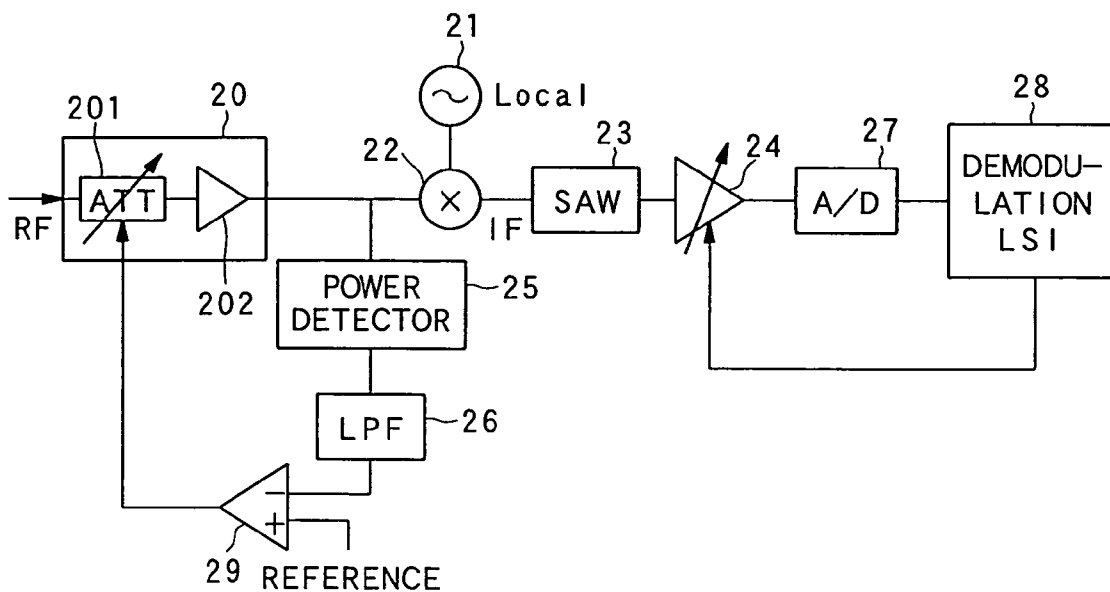 21
Local
20
201
28
22
23
24
27
ATT
SAW
A/D
DEMODU-
LATION
LSI
RF
IF
202
POWER
DETECTOR
25
LPF
26
−
+
29
REFERENCE